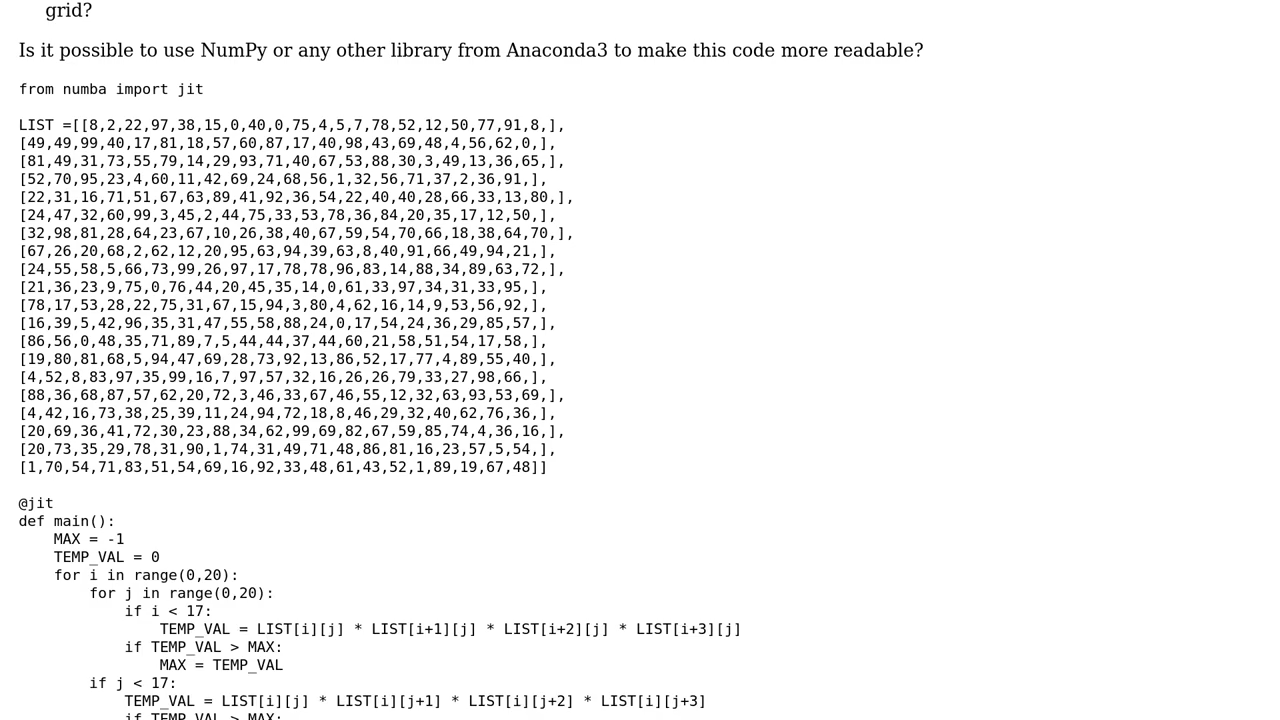 grid?
Is it possible to use NumPy or any other library from Anaconda3 to make this code more readable?
from numba import jit
LIST =[[8,2,22,97,38,15,0,40,0,75,4,5,7,78,52,12,50,77,91,8,],
[49,49,99,40,17,81,18,57,60,87,17,40,98,43,69,48,4,56,62,0,],
[81,49,31,73,55,79,14,29,93,71,40,67,53,88,30,3,49,13,36,65,],
[52,70,95,23,4,60,11,42,69,24,68,56,1,32,56,71,37,2,36,91,],
[22,31,16,71,51,67,63,89,41,92,36,54,22,40,40,28,66,33,13,80,],
[24,47,32,60,99,3,45,2,44,75,33,53,78,36,84,20,35,17,12,50,],
[32,98,81,28,64,23,67,10,26,38,40,67,59,54,70,66,18,38,64,70,],
[67,26,20,68,2,62,12,20,95,63,94,39,63,8,40,91,66,49,94,21,],
[24,55,58,5,66,73,99,26,97,17,78,78,96,83,14,88,34,89,63,72,],
[21,36,23,9,75,0,76,44,20,45,35,14,0,61,33,97,34,31,33,95,],
[78,17,53,28,22,75,31,67,15,94,3,80,4,62,16,14,9,53,56,92,],
[16,39,5,42,96,35,31,47,55,58,88,24,0,17,54,24,36,29,85,57,],
[86,56,0,48,35,71,89,7,5,44,44,37,44,60,21,58,51,54,17,58,],
[19,80,81,68,5,94,47,69,28,73,92,13,86,52,17,77,4,89,55,40,],
[4,52,8,83,97,35,99,16,7,97,57,32,16,26,26,79,33,27,98,66,],
[88,36,68,87,57,62,20,72,3,46,33,67,46,55,12,32,63,93,53,69,],
[4,42,16,73,38,25,39,11,24,94,72,18,8,46,29,32,40,62,76,36,],
[20,69,36,41,72,30,23,88,34,62,99,69,82,67,59,85,74,4,36,16,],
[20,73,35,29,78,31,90,1,74,31,49,71,48,86,81,16,23,57,5,54,],
[1,70,54,71,83,51,54,69,16,92,33,48,61,43,52,1,89,19,67,48]]
@jit
def main():
    MAX = -1
    TEMP_VAL = 0
    for i in range(0,20):
        for j in range(0,20):
            if i < 17:
                TEMP_VAL = LIST[i][j] * LIST[i+1][j] * LIST[i+2][j] * LIST[i+3][j]
            if TEMP_VAL > MAX:
                MAX = TEMP_VAL
        if j < 17:
            TEMP_VAL = LIST[i][j] * LIST[i][j+1] * LIST[i][j+2] * LIST[i][j+3]
            if TEMP_VAL > MAX: